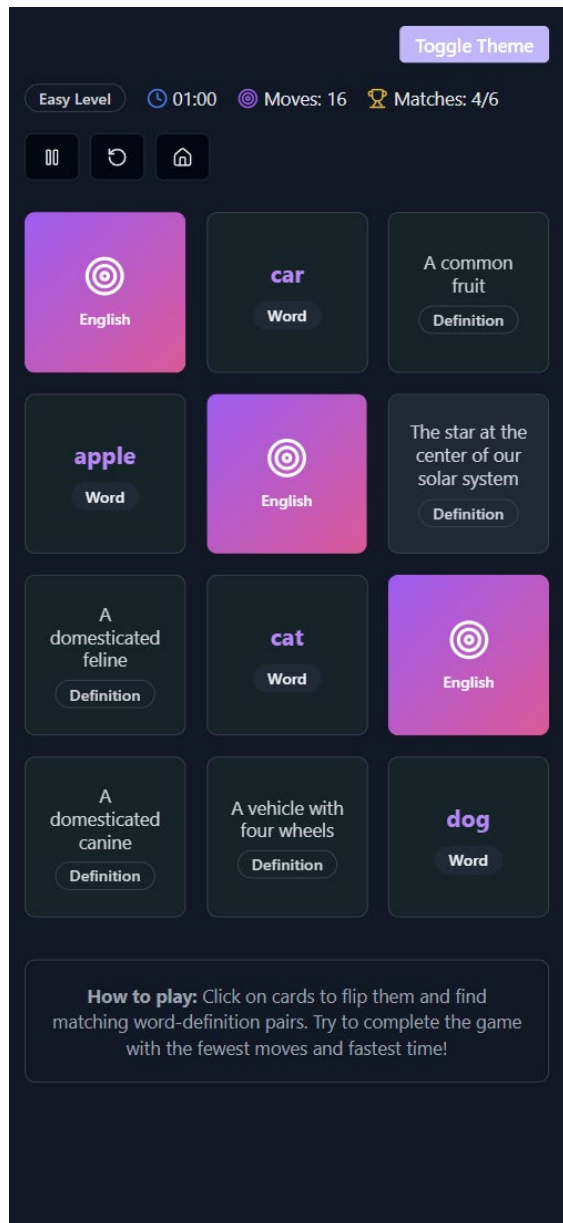 Toggle Theme
Easy Level 01:00 Moves: 16 Matches: 4/6
English
car
Word
A common
fruit
Definition
apple
Word
English
The star at the
center of our
solar system
Definition
A
domesticated
feline
Definition
cat
Word
English
A
domesticated
canine
Definition
A vehicle with
four wheels
Definition
dog
Word
How to play: Click on cards to flip them and find
matching word-definition pairs. Try to complete the game
with the fewest moves and fastest time!